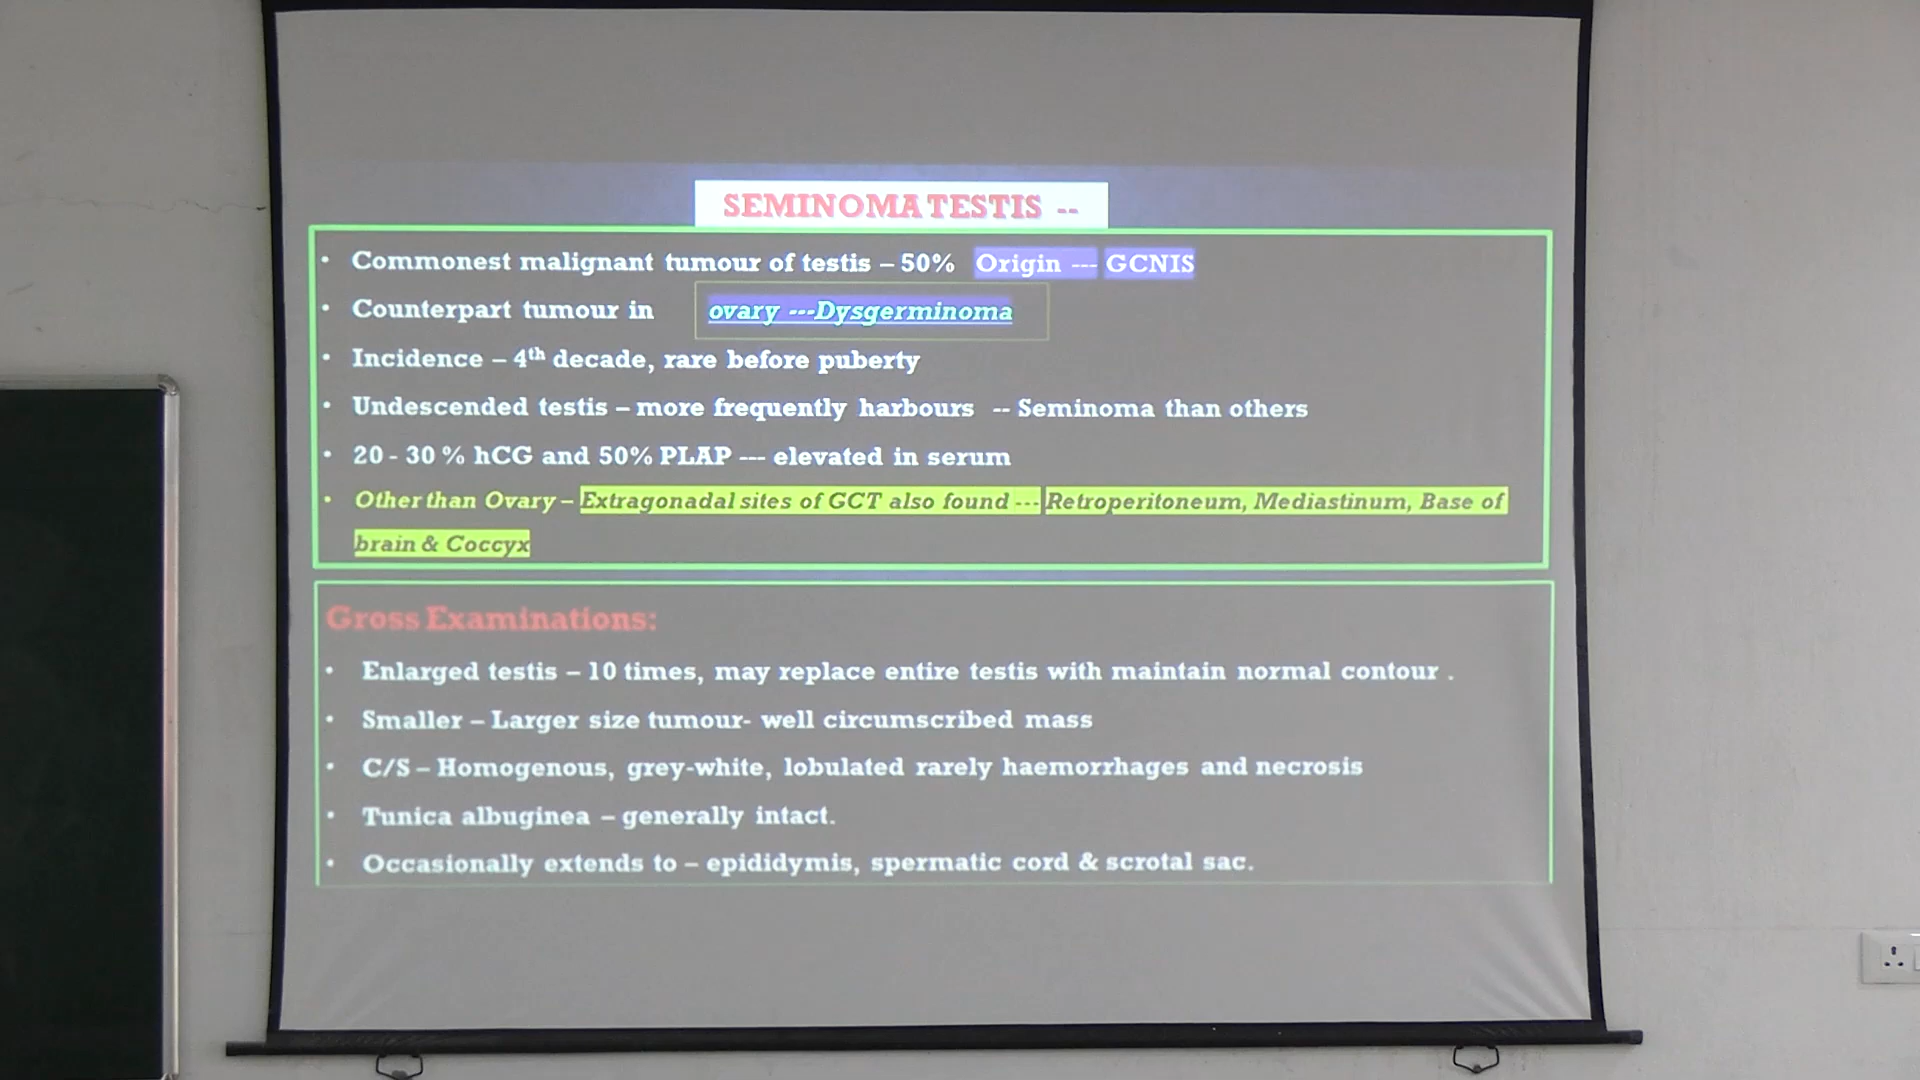 SEMINOMA TESTIS --
• Commonest malignant tumour of testis – 50% Origin --- GCNIS
• Counterpart tumour in ovary ---Dysgerminoma
• Incidence – 4th decade, rare before puberty
• Undescended testis – more frequently harbours -- Seminoma than others
• 20 - 30 % hCG and 50% PLAP --- elevated in serum
• Other than Ovary – Extragonadal sites of GCT also found --- Retroperitoneum, Mediastinum, Base of
brain & Coccyx
Gross Examinations:
• Enlarged testis – 10 times, may replace entire testis with maintain normal contour .
• Smaller – Larger size tumour- well circumscribed mass
• C/S – Homogenous, grey-white, lobulated rarely haemorrhages and necrosis
• Tunica albuginea – generally intact.
• Occasionally extends to – epididymis, spermatic cord & scrotal sac.